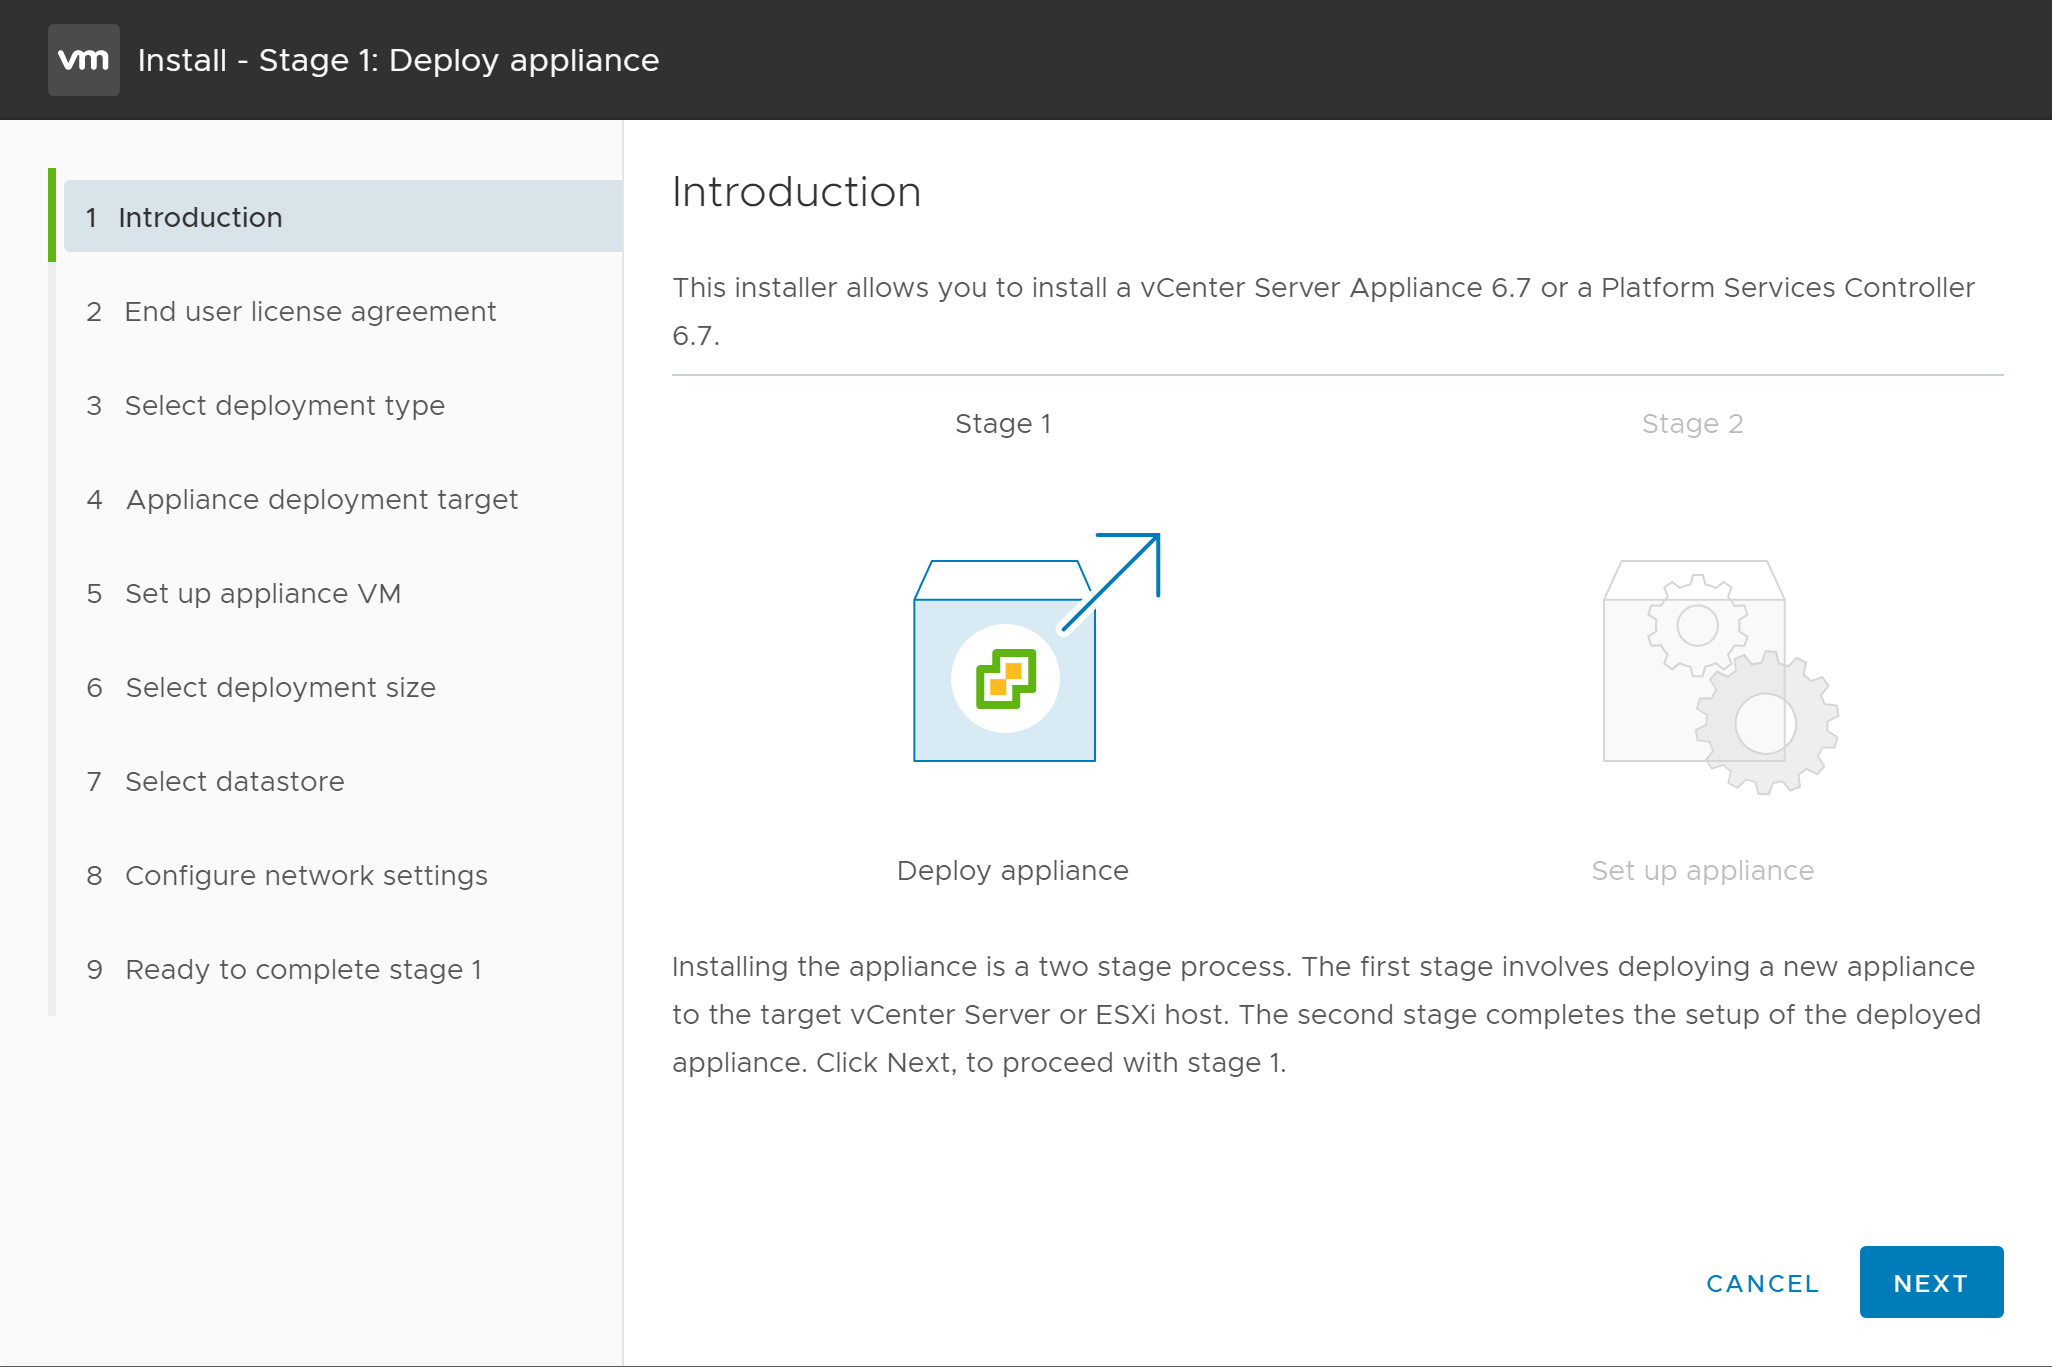 vm
Install - Stage 1: Deploy appliance
1 Introduction
2 End user license agreement
3 Select deployment type
4 Appliance deployment target
5 Set up appliance VM
6 Select deployment size
7 Select datastore
8 Configure network settings
9 Ready to complete stage 1
Introduction
This installer allows you to install a vCenter Server Appliance 6.7 or a Platform Services Controller
6.7.
Stage 1
Stage 2
Deploy appliance
Set up appliance
Installing the appliance is a two stage process. The first stage involves deploying a new appliance
to the target vCenter Server or ESXi host. The second stage completes the setup of the deployed
appliance. Click Next, to proceed with stage 1.
CANCEL
NEXT